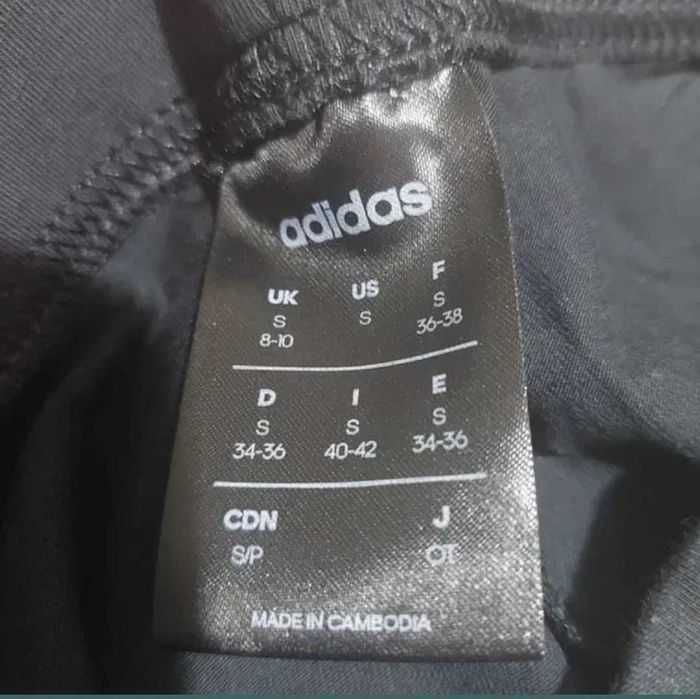 adidas
UK US F
S S S
8-10 36-38
D I E
S S S
34-36 40-42 34-36
CDN J
S/P OT
MADE IN CAMBODIA